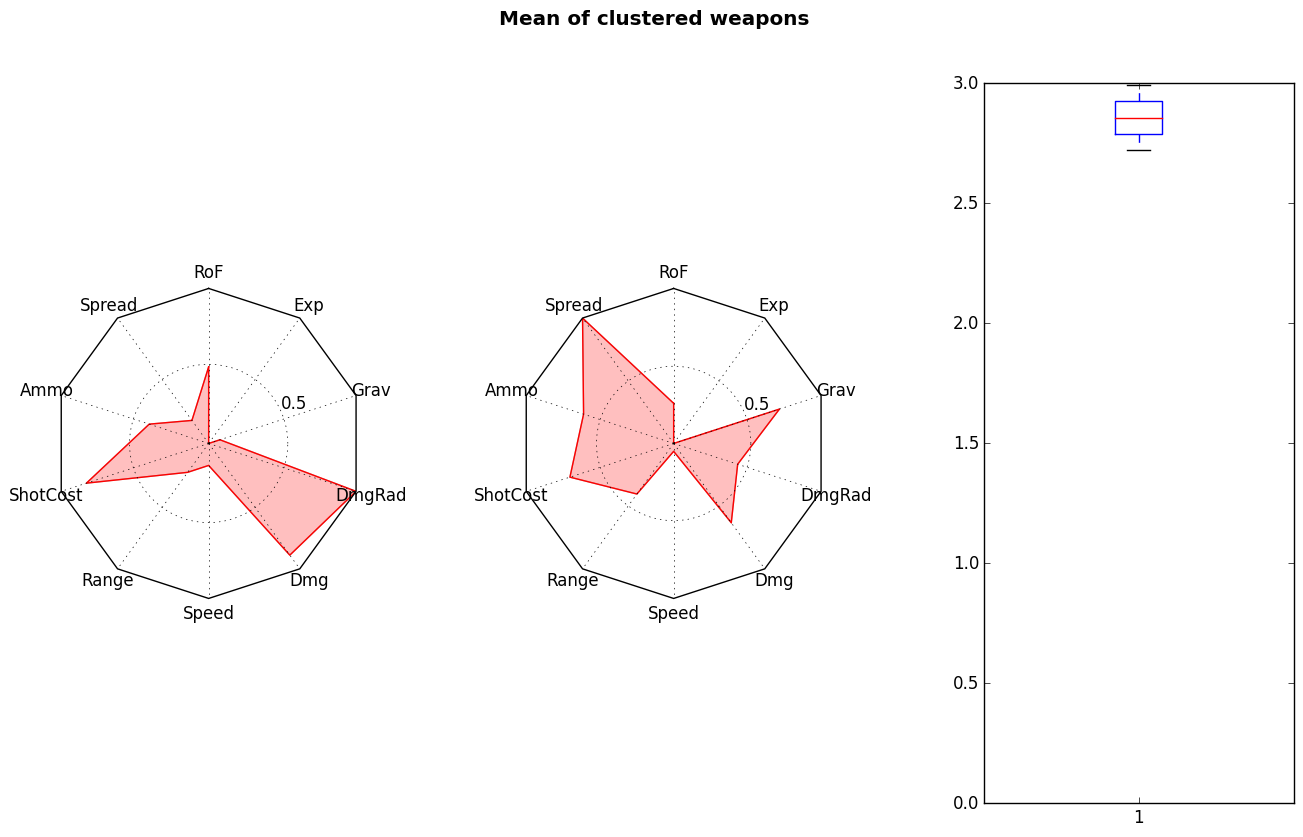 Mean of clustered weapons
RoF
Spread
Exp
Ammo
Grav
0.5
ShotCost
DmgRad
Range
Dmg
Speed
RoF
Spread
Exp
Ammo
Grav
0.5
ShotCost
DmgRad
Range
Dmg
Speed
3.0
2.5
2.0
1.5
1.0
0.5
0.0
1